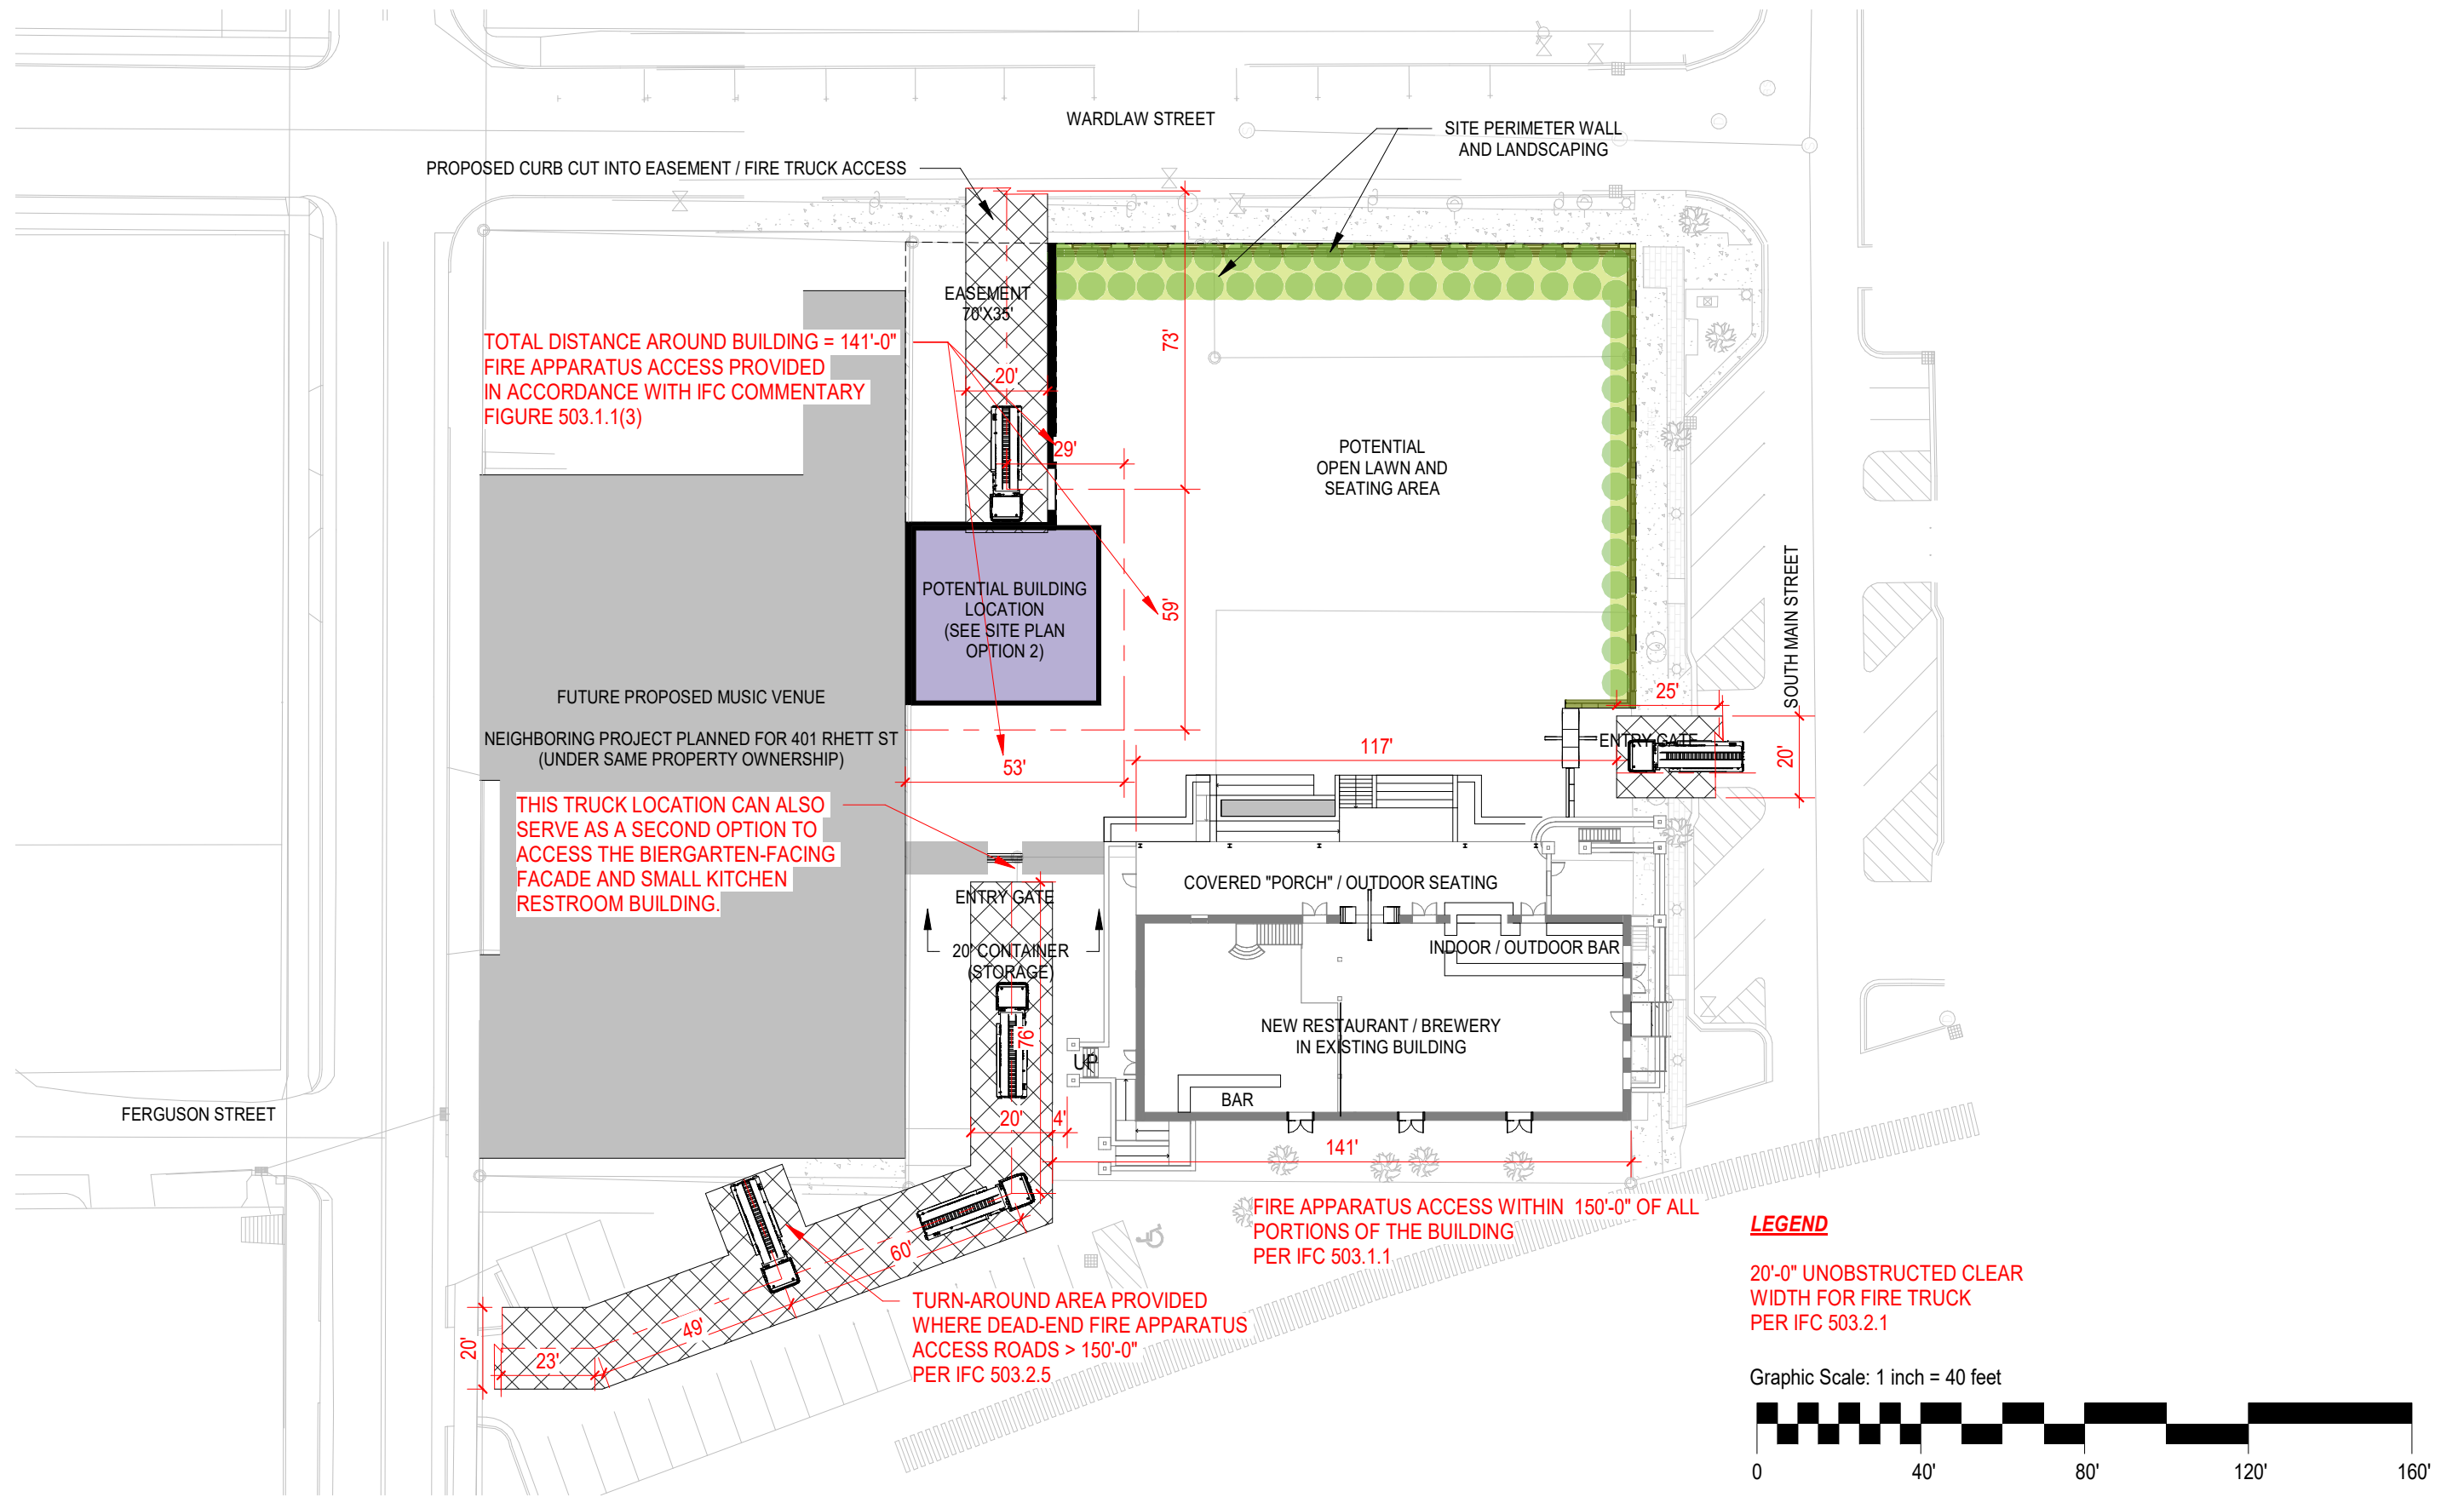 WARDLAW STREET
SITE PERIMETER WALL
AND LANDSCAPING
PROPOSED CURB CUT INTO EASEMENT / FIRE TRUCK ACCESS
EASEMENT
70'X35'
73'
TOTAL DISTANCE AROUND BUILDING = 141'-0"
FIRE APPARATUS ACCESS PROVIDED
IN ACCORDANCE WITH IFC COMMENTARY
FIGURE 503.1.1(3)
20'
29'
POTENTIAL
OPEN LAWN AND
SEATING AREA
POTENTIAL BUILDING
LOCATION
(SEE SITE PLAN
OPTION 2)
59'
SOUTH MAIN STREET
25'
FUTURE PROPOSED MUSIC VENUE
NEIGHBORING PROJECT PLANNED FOR 401 RHETT ST
(UNDER SAME PROPERTY OWNERSHIP)
53'
117'
ENTRY GATE
20'
THIS TRUCK LOCATION CAN ALSO
SERVE AS A SECOND OPTION TO
ACCESS THE BIERGARTEN-FACING
FACADE AND SMALL KITCHEN
RESTROOM BUILDING.
ENTRY GATE
COVERED "PORCH" / OUTDOOR SEATING
20' CONTAINER
(STORAGE)
INDOOR / OUTDOOR BAR
76'
NEW RESTAURANT / BREWERY
IN EXISTING BUILDING
UP
BAR
FERGUSON STREET
20'
4'
141'
FIRE APPARATUS ACCESS WITHIN 150'-0" OF ALL
PORTIONS OF THE BUILDING
PER IFC 503.1.1
60'
TURN-AROUND AREA PROVIDED
WHERE DEAD-END FIRE APPARATUS
ACCESS ROADS > 150'-0"
PER IFC 503.2.5
49'
23'
20'
LEGEND
20'-0" UNOBSTRUCTED CLEAR
WIDTH FOR FIRE TRUCK
PER IFC 503.2.1
Graphic Scale: 1 inch = 40 feet
0 40' 80' 120' 160'